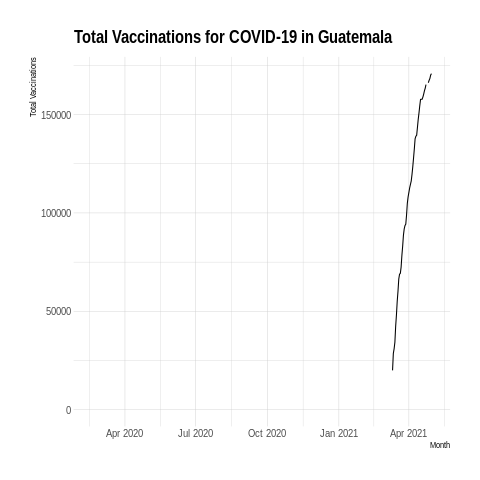 Total Vaccinations for COVID-19 in Guatemala
Total Vaccinations
150000
100000
50000
0
Apr 2020 Jul 2020 Oct 2020 Jan 2021 Apr 2021
Month